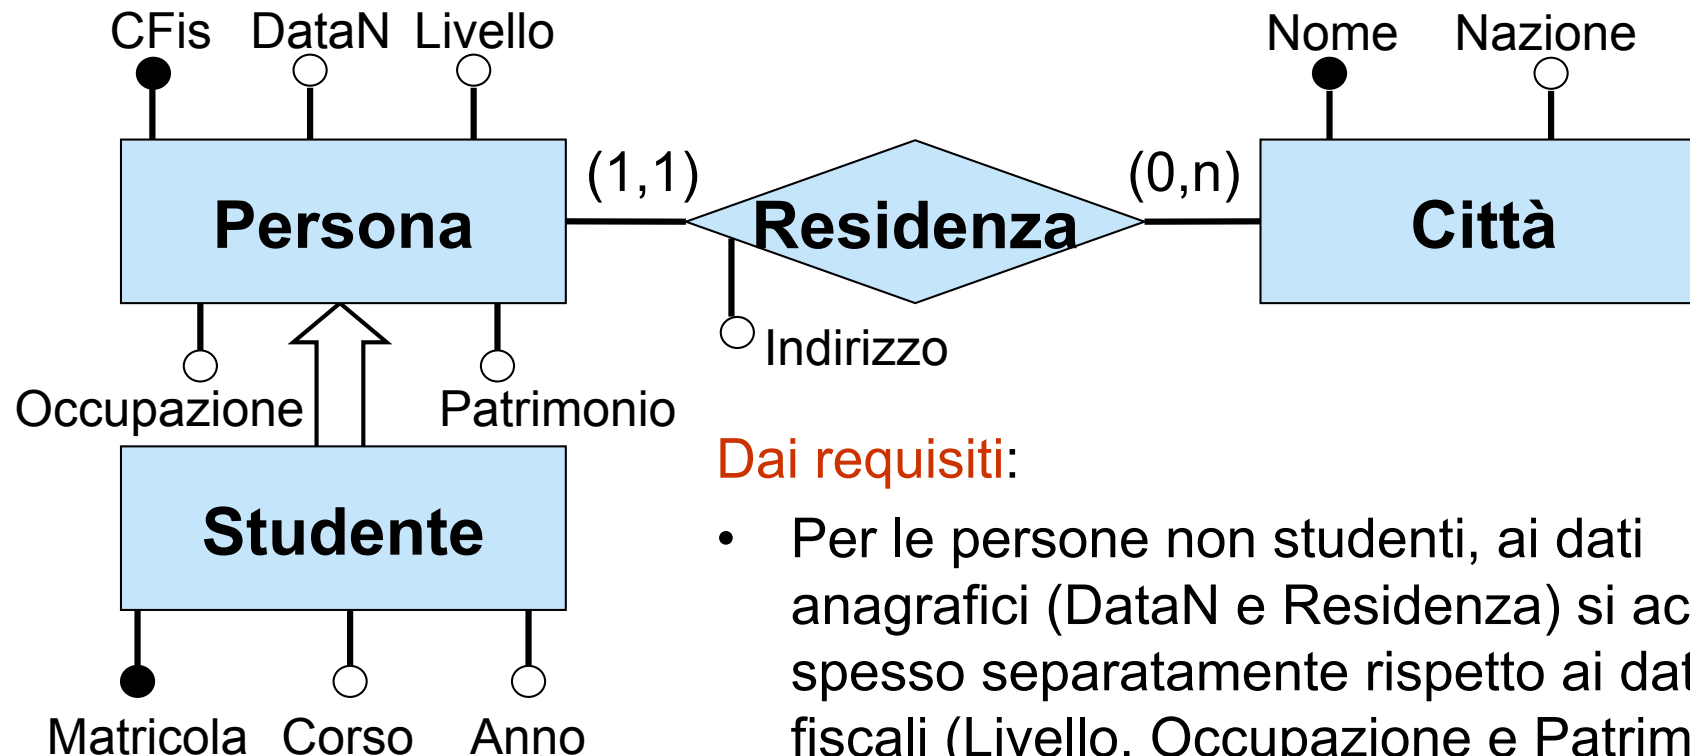 CFis DataN Livello
Nome Nazione
(1,1) (0,n)
Persona Residenza Città
Indirizzo
Occupazione Patrimonio
Dai requisiti:
Studente
• Per le persone non studenti, ai dati
anagrafici (DataN e Residenza) si ac
spesso separatamente rispetto ai dat
fiscali (Livello, Occupazione e Patrim
Matricola Corso Anno